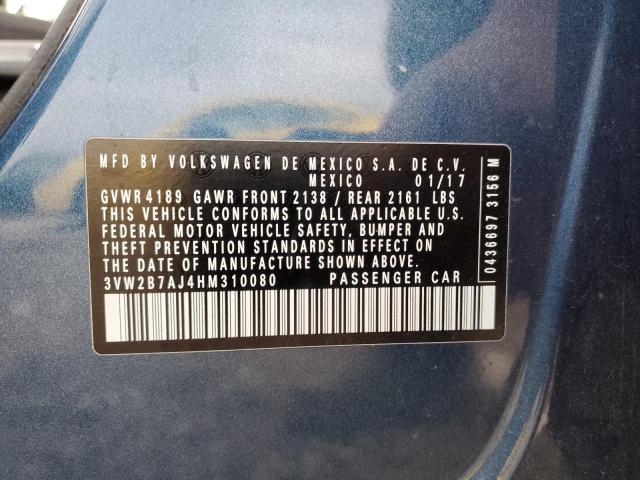 MFD BY VOLKSWAGEN DE MEXICO S.A. DE C.V.
MEXICO 01/17
GVWR 4189 GAWR FRONT 2138 / REAR 2161 LBS
THIS VEHICLE CONFORMS TO ALL APPLICABLE U.S.
FEDERAL MOTOR VEHICLE SAFETY, BUMPER AND
THEFT PREVENTION STANDARDS IN EFFECT ON
THE DATE OF MANUFACTURE SHOWN ABOVE.
3VW2B7AJ4HM310080 PASSENGER CAR
0436697 3156 M